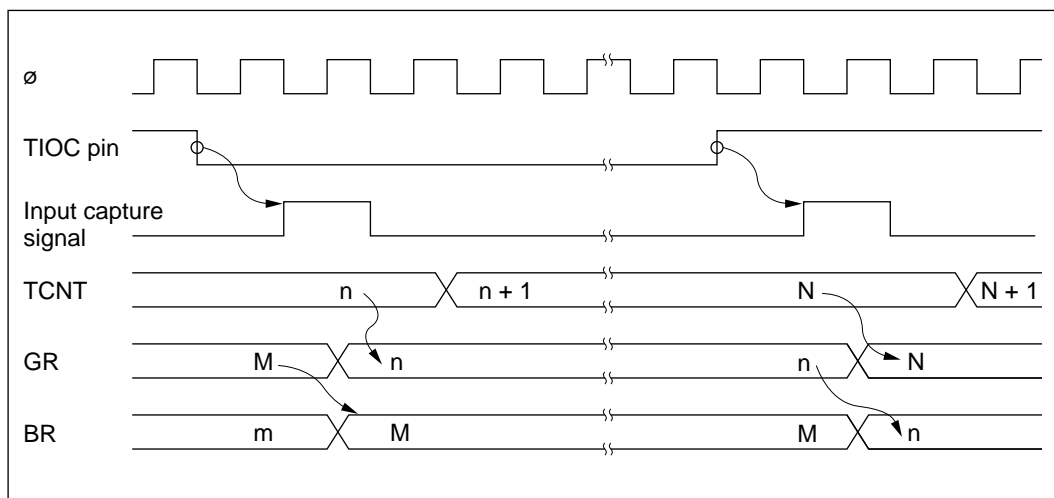 ø
TIOC pin
Input capture
signal
TCNT n n + 1 N N + 1
GR M n n N
BR m M M n